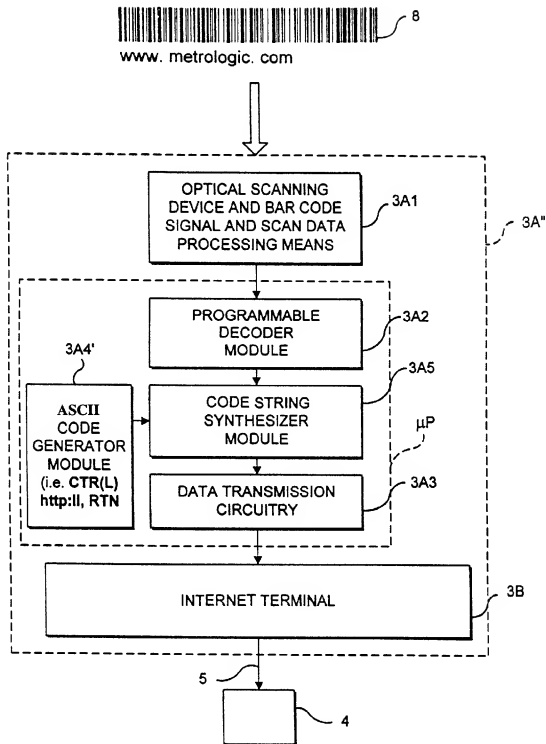 8
www. metrologic. com
OPTICAL SCANNING
DEVICE AND BAR CODE
SIGNAL AND SCAN DATA
PROCESSING MEANS
3A1
3A"
PROGRAMMABLE
DECODER
MODULE
3A2
3A4'
3A5
ASCII
CODE
GENERATOR
MODULE
(i.e. CTR(L)
http:II, RTN
CODE STRING
SYNTHESIZER
MODULE
μP
DATA TRANSMISSION
CIRCUITRY
3A3
INTERNET TERMINAL
3B
5
4